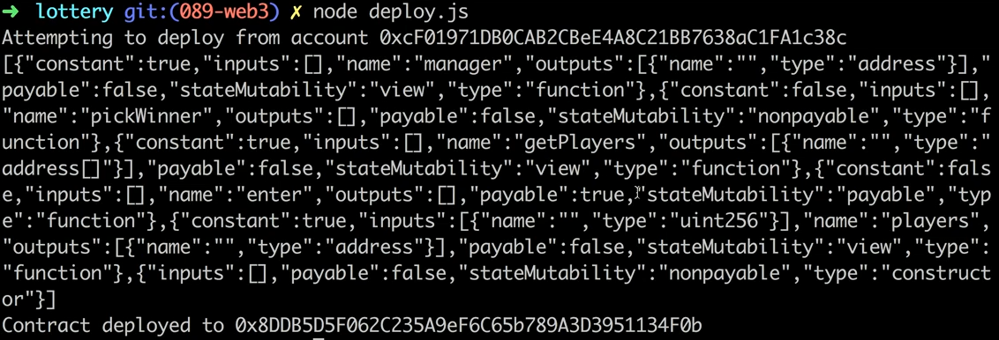 ➜ lottery git:(089-web3) ✗ node deploy.js
Attempting to deploy from account 0xcF01971DB0CAB2CBeE4A8C21BB7638aC1FA1c38c
[{"constant":true,"inputs":[],"name":"manager","outputs":[{"name":"","type":"address"}],"
payable":false,"stateMutability":"view","type":"function"},{"constant":false,"inputs":[],
"name":"pickWinner","outputs":[],"payable":false,"stateMutability":"nonpayable","type":"f
unction"},{"constant":true,"inputs":[],"name":"getPlayers","outputs":[{"name":"","type":"
address[]"}],"payable":false,"stateMutability":"view","type":"function"},{"constant":fals
e,"inputs":[],"name":"enter","outputs":[],"payable":true,"stateMutability":"payable","typ
e":"function"},{"constant":true,"inputs":[{"name":"","type":"uint256"}],"name":"players",
"outputs":[{"name":"","type":"address"}],"payable":false,"stateMutability":"view","type":
"function"},{"inputs":[],"payable":false,"stateMutability":"nonpayable","type":"construct
or"}]
Contract deployed to 0x8DDB5D5F062C235A9eF6C65b789A3D3951134F0b